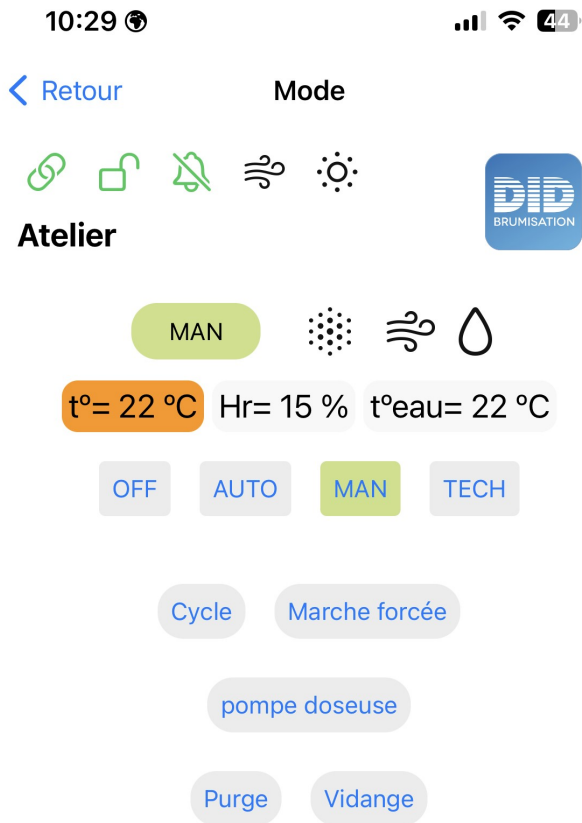 10:29 44
Retour Mode
DID
BRUMISATION
Atelier
MAN
tº= 22 ºC Hr= 15 % tºeau= 22 ºC
OFF AUTO MAN TECH
Cycle Marche forcée
pompe doseuse
Purge Vidange